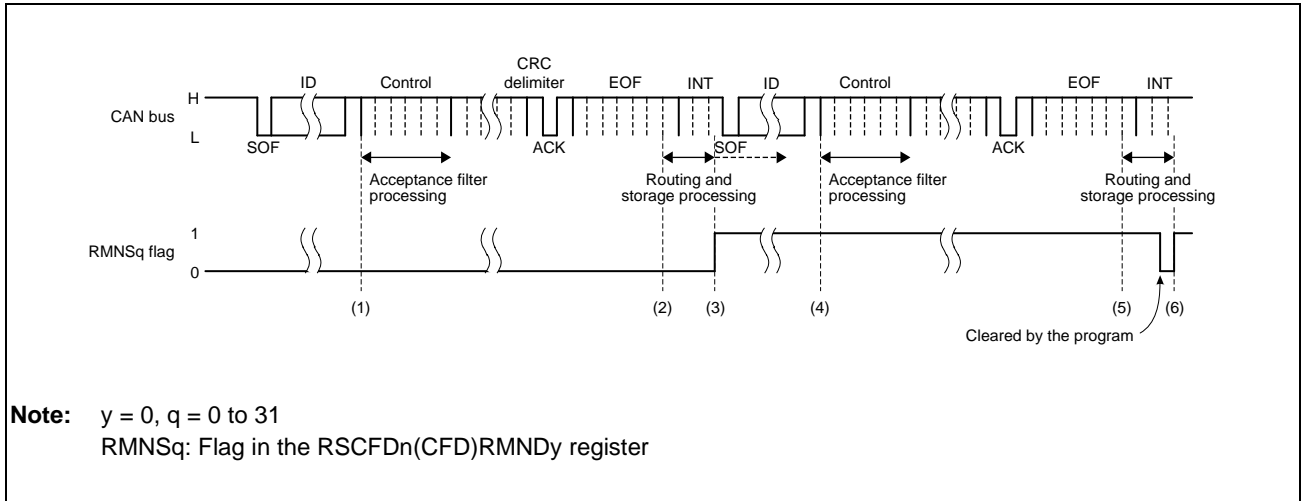 CRC
ID Control delimiter EOF INT ID Control EOF INT
H
CAN bus
L
SOF ACK SOF ACK
Acceptance filter processing
Routing and storage processing
Acceptance filter processing
Routing and storage processing
1
RMNSq flag
0
(1) (2) (3) (4) (5) (6)
Cleared by the program
Note: y = 0, q = 0 to 31
RMNSq: Flag in the RSCFDn(CFD)RMNDy register